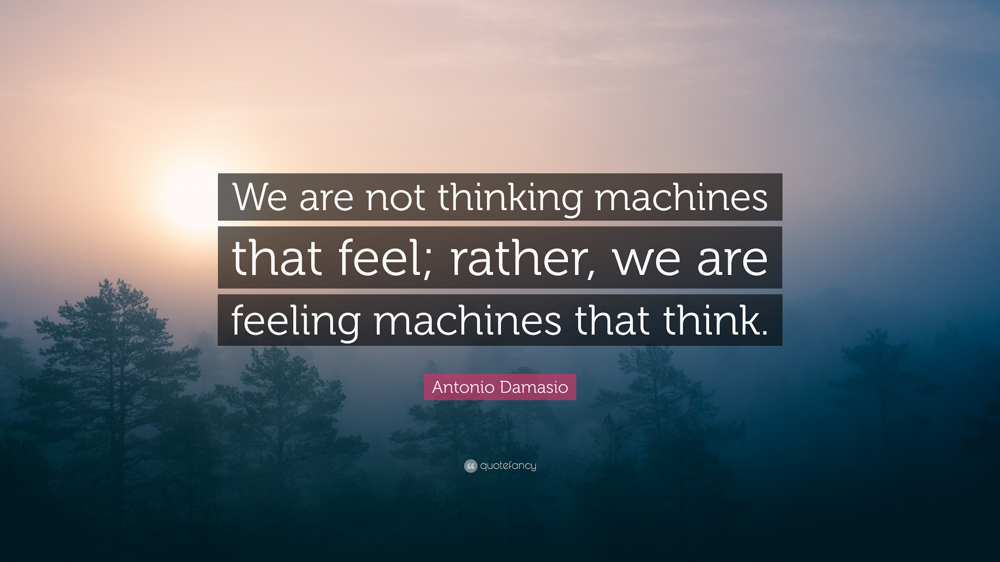 We are not thinking machines
that feel; rather, we are
feeling machines that think.
Antonio Damasio
quotefancy